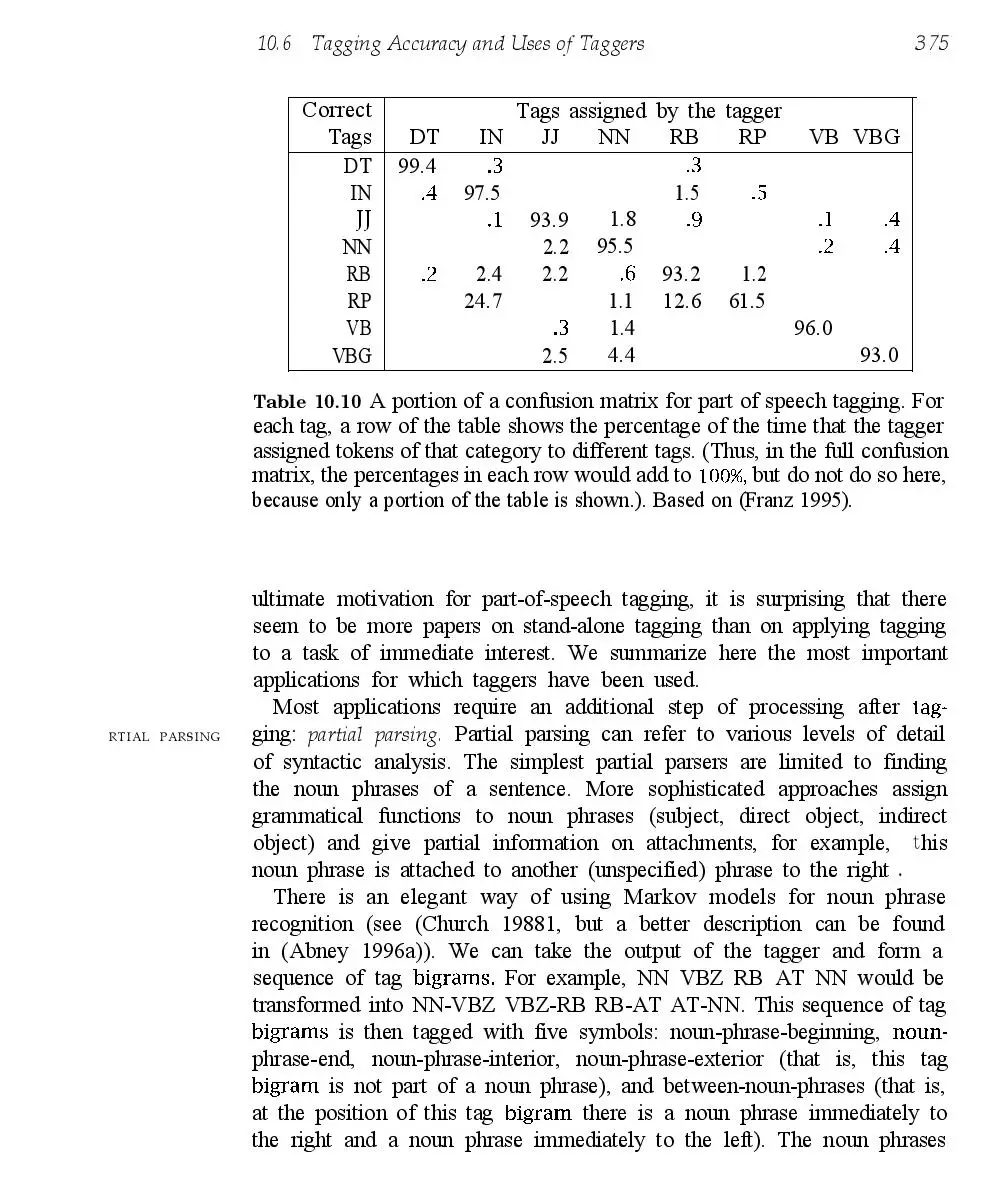 10.6 Tagging Accuracy and Uses of Taggers 375
Correct Tags assigned by the tagger
Tags DT IN JJ NN RB RP VB VBG
DT 99.4 .3 .3
IN .4 97.5 1.5 .5
JJ .1 93.9 1.8 .9 .1 .4
NN 2.2 95.5 .2 .4
RB .2 2.4 2.2 .6 93.2 1.2
RP 24.7 1.1 12.6 61.5
VB .3 1.4 96.0
VBG 2.5 4.4 93.0
Table 10.10 A portion of a confusion matrix for part of speech tagging. For
each tag, a row of the table shows the percentage of the time that the tagger
assigned tokens of that category to different tags. (Thus, in the full confusion
matrix, the percentages in each row would add to 100%, but do not do so here,
because only a portion of the table is shown.). Based on (Franz 1995).
ultimate motivation for part-of-speech tagging, it is surprising that there
seem to be more papers on stand-alone tagging than on applying tagging
to a task of immediate interest. We summarize here the most important
applications for which taggers have been used.
Most applications require an additional step of processing after tag-
RTIAL PARSING ging: partial parsing. Partial parsing can refer to various levels of detail
of syntactic analysis. The simplest partial parsers are limited to finding
the noun phrases of a sentence. More sophisticated approaches assign
grammatical functions to noun phrases (subject, direct object, indirect
object) and give partial information on attachments, for example, this
noun phrase is attached to another (unspecified) phrase to the right .
There is an elegant way of using Markov models for noun phrase
recognition (see (Church 19881, but a better description can be found
in (Abney 1996a)). We can take the output of the tagger and form a
sequence of tag bigrams. For example, NN VBZ RB AT NN would be
transformed into NN-VBZ VBZ-RB RB-AT AT-NN. This sequence of tag
bigrams is then tagged with five symbols: noun-phrase-beginning, noun-
phrase-end, noun-phrase-interior, noun-phrase-exterior (that is, this tag
bigram is not part of a noun phrase), and between-noun-phrases (that is,
at the position of this tag bigram there is a noun phrase immediately to
the right and a noun phrase immediately to the left). The noun phrases